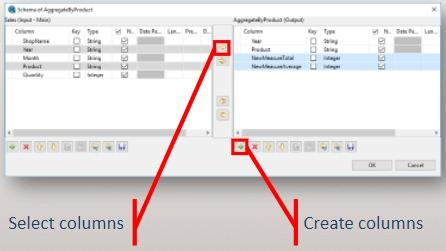 Schema of AggregateByProduct
Sales (Input - Main)
AggregateByProduct (Output)
Column Key Type N.. Date Pa... Len... Pre... D...
ShopName String
Year String
Month String
Product String
Quantity Integer
Column Key Type N.. Date Pa... Len...
Year String
Product String
NewMeasureTotal Integer
NewMeasureAverage Integer
OK Cancel
Select columns
Create columns